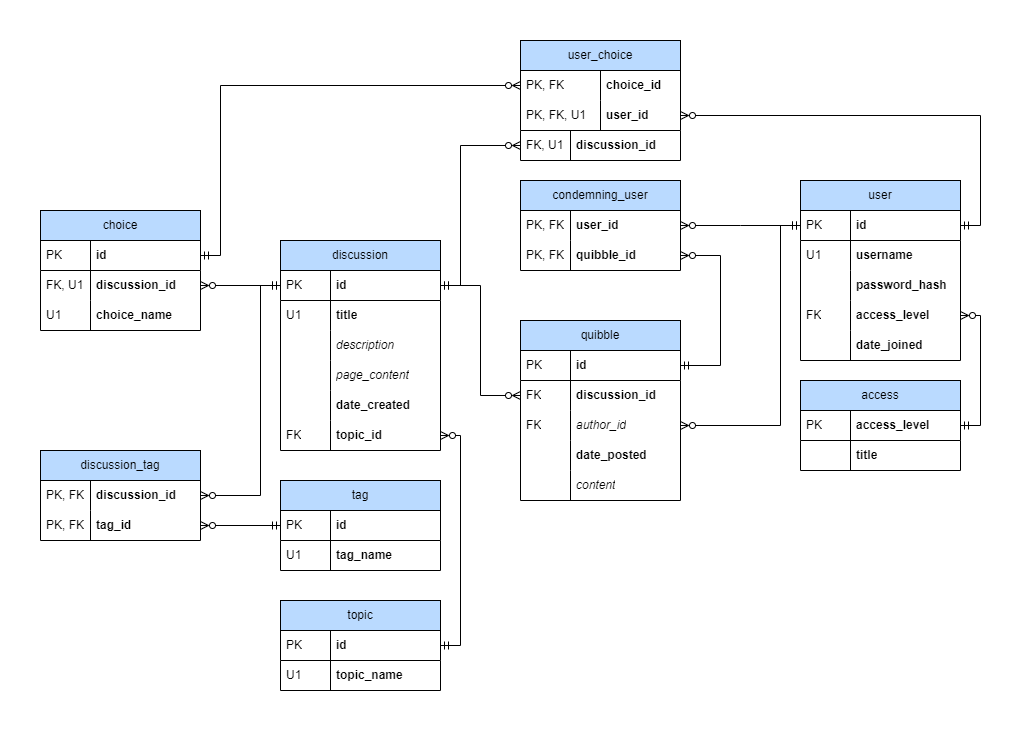 user_choice
PK, FK choice_id
PK, FK, U1 user_id
FK, U1 discussion_id
condemning_user
PK, FK user_id
PK, FK quibble_id
user
PK id
U1 username
password_hash
FK access_level
date_joined
choice
PK id
FK, U1 discussion_id
U1 choice_name
discussion
PK id
U1 title
description
page_content
date_created
FK topic_id
quibble
PK id
FK discussion_id
FK author_id
date_posted
content
access
PK access_level
title
discussion_tag
PK, FK discussion_id
PK, FK tag_id
tag
PK id
U1 tag_name
topic
PK id
U1 topic_name